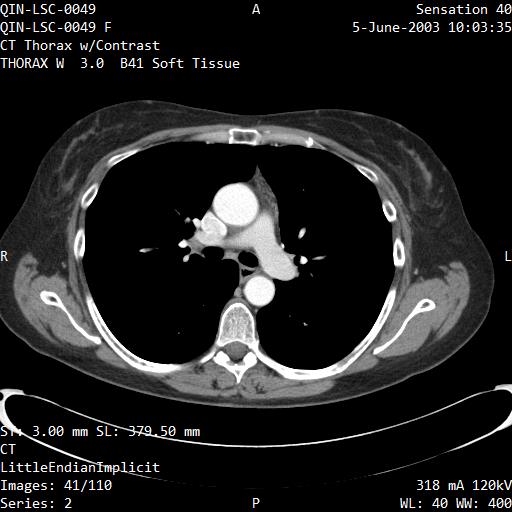 QIN-LSC-0049
A
Sensation 40
QIN-LSC-0049 F
5-June-2003 10:03:35
CT Thorax w/Contrast
THORAX W 3.0 B41 Soft Tissue
R
L
ST: 3.00 mm SL: 379.50 mm
CT
LittleEndianImplicit
Images: 41/110
318 mA 120kV
Series: 2
P
WL: 40 WW: 400